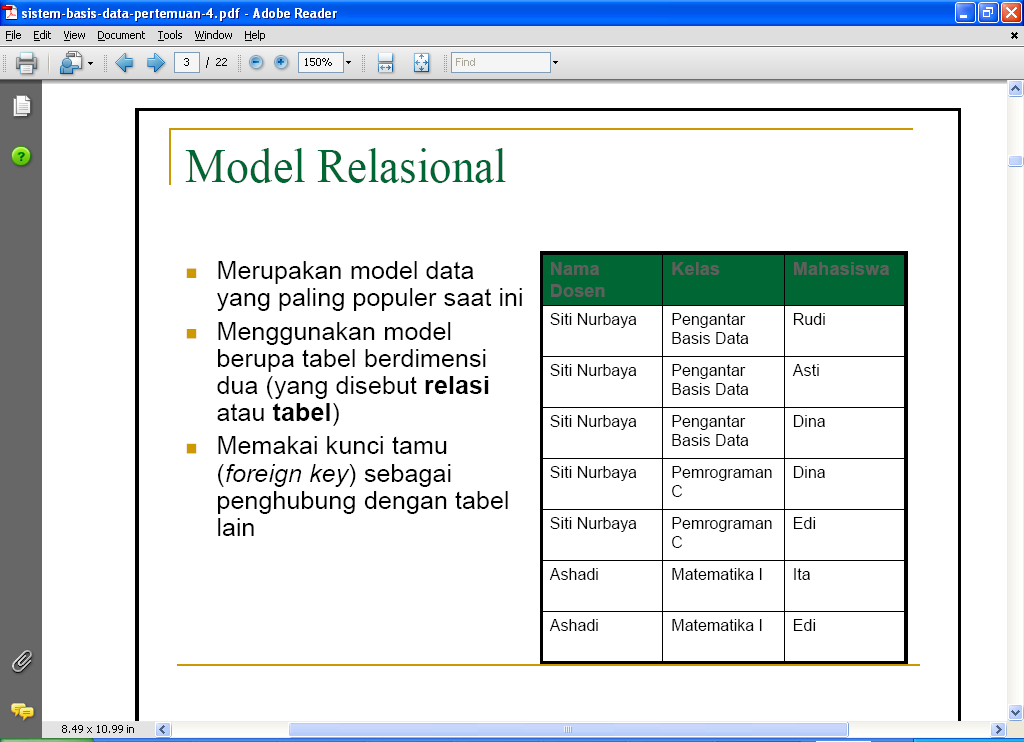 sistem-basis-data-pertemuan-4.pdf - Adobe Reader
File Edit View Document Tools Window Help
3 / 22 150% Find
Model Relasional
Merupakan model data
yang paling populer saat ini
Menggunakan model
berupa tabel berdimensi
dua (yang disebut relasi
atau tabel)
Memakai kunci tamu
(foreign key) sebagai
penghubung dengan tabel
lain
Nama Dosen Kelas Mahasiswa
Siti Nurbaya Pengantar Basis Data Rudi
Siti Nurbaya Pengantar Basis Data Asti
Siti Nurbaya Pengantar Basis Data Dina
Siti Nurbaya Pemrograman C Dina
Siti Nurbaya Pemrograman C Edi
Ashadi Matematika I Ita
Ashadi Matematika I Edi
8.49 x 10.99 in